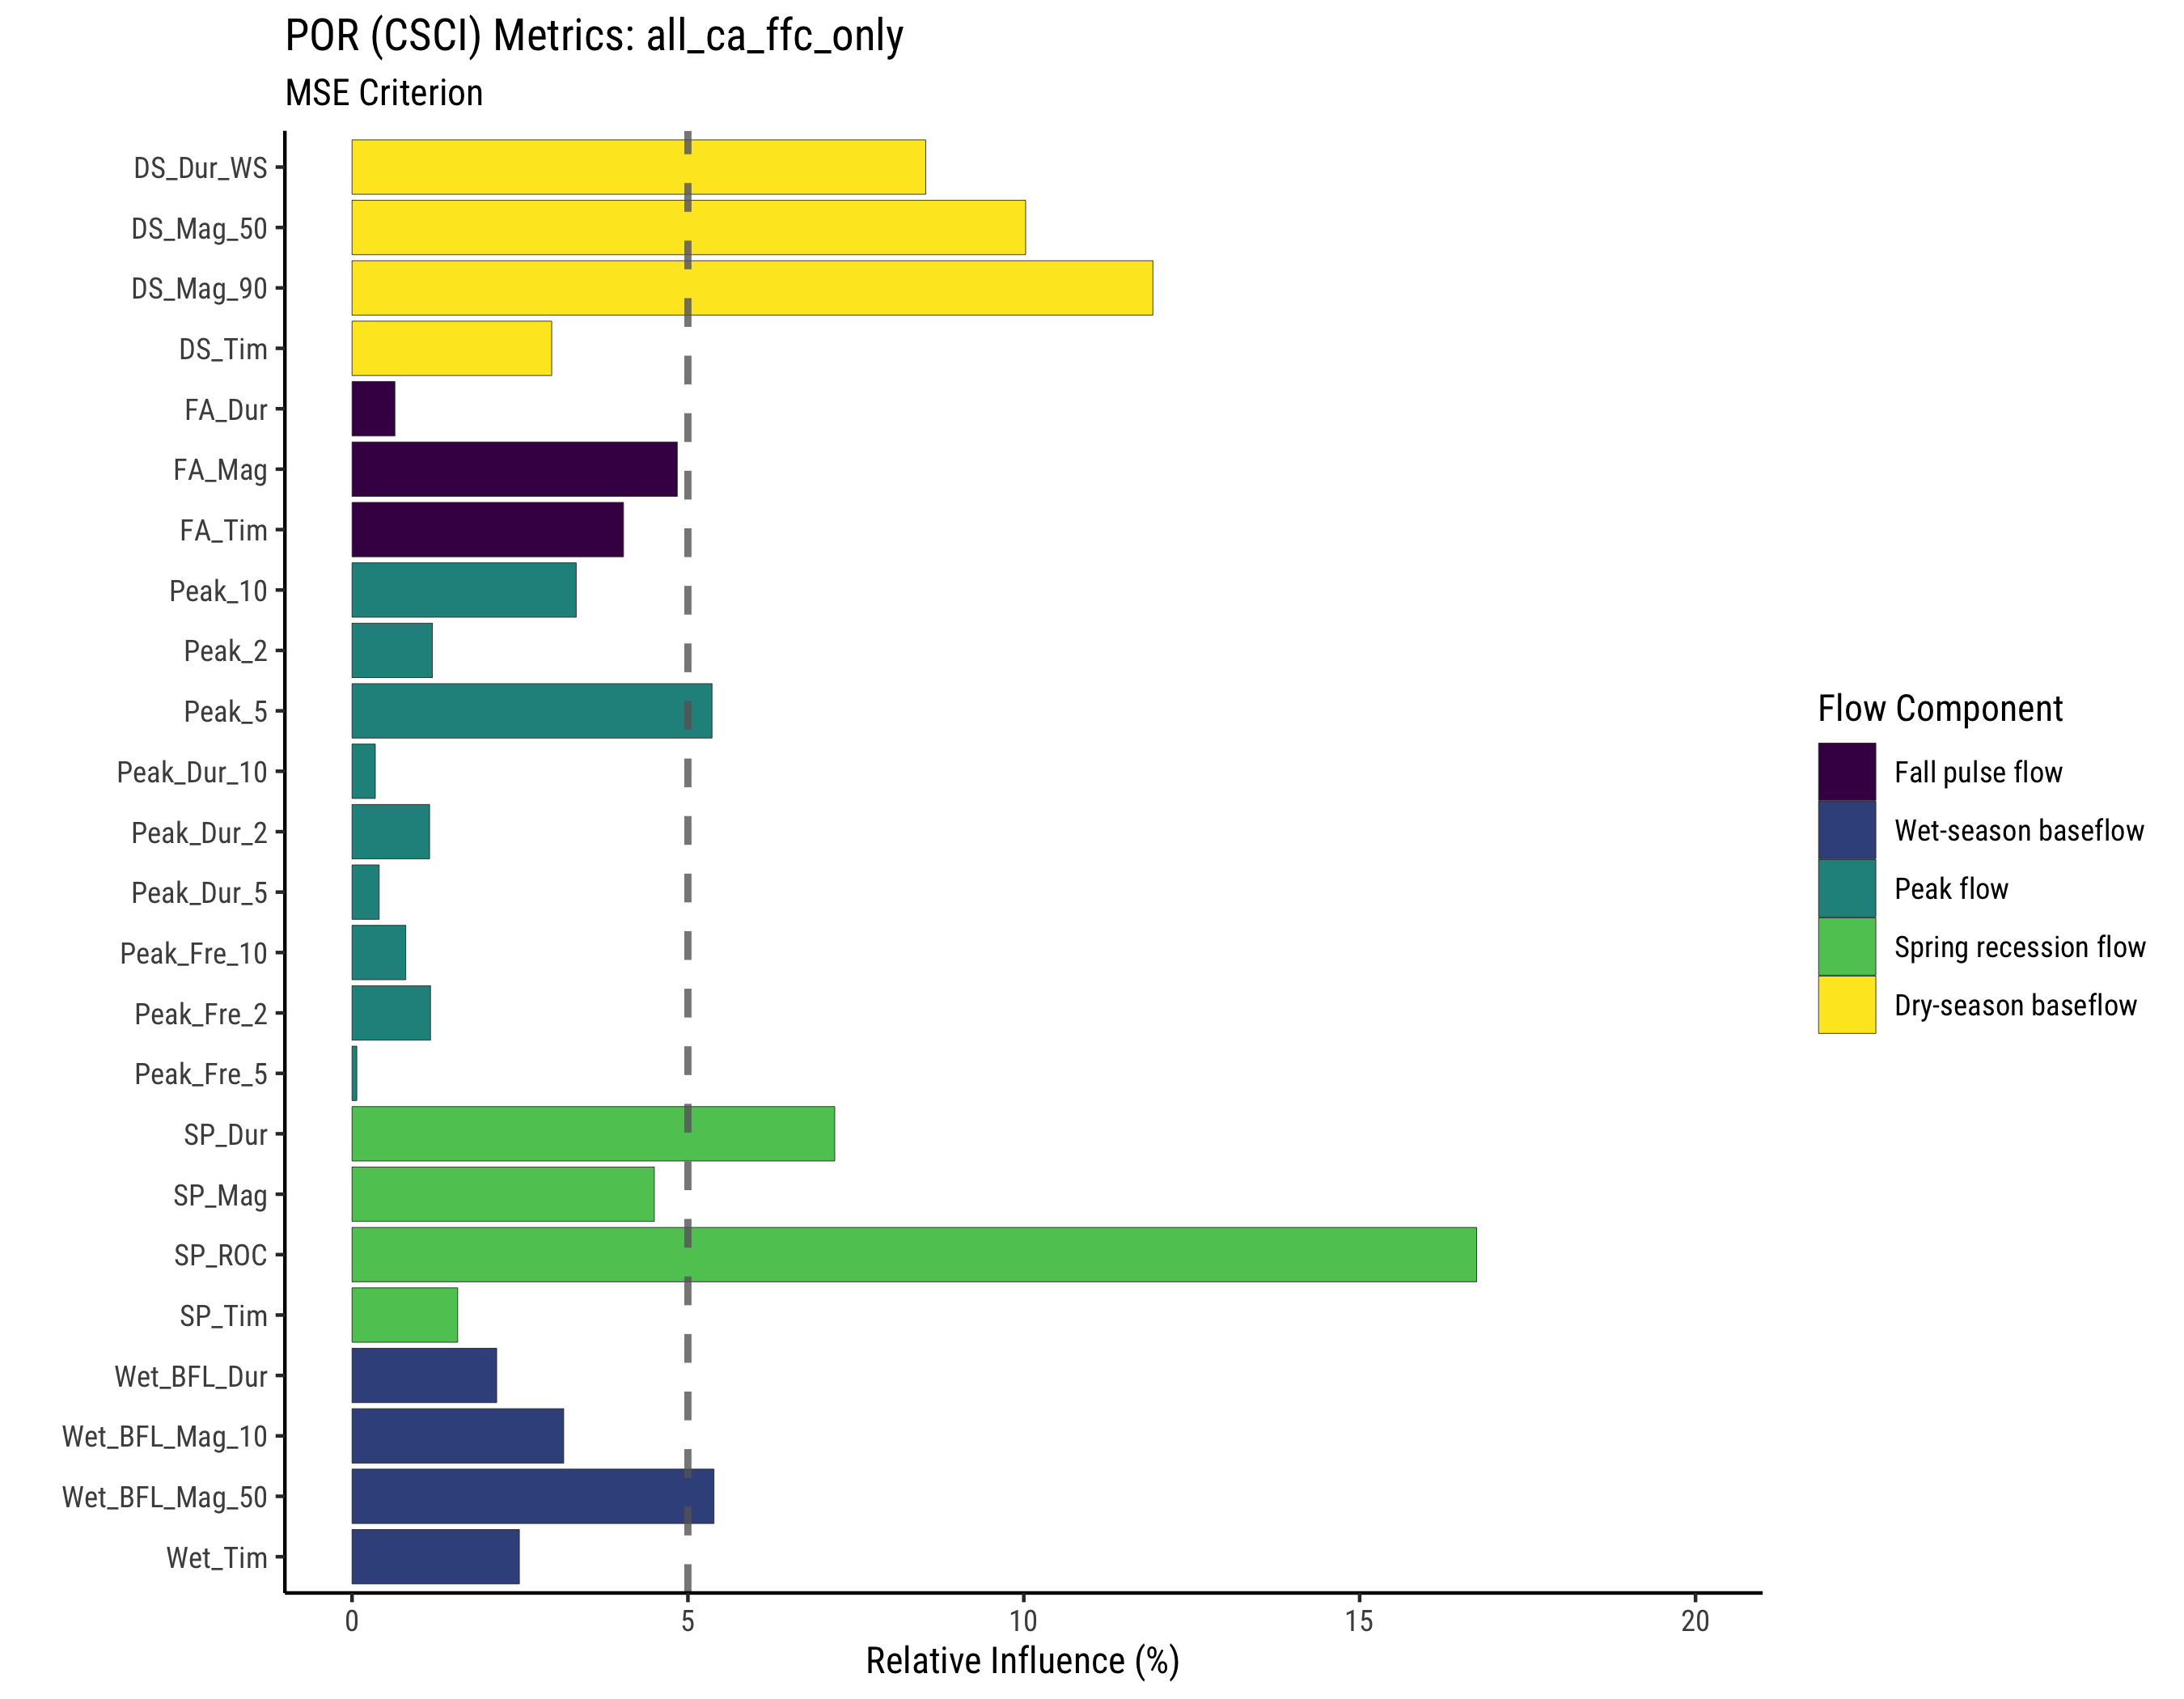 POR (CSCI) Metrics: all_ca_ffc_only
MSE Criterion
DS_Dur_WS
DS_Mag_50
DS_Mag_90
DS_Tim
FA_Dur
FA_Mag
FA_Tim
Peak_10
Peak_2
Peak_5
Peak_Dur_10
Peak_Dur_2
Peak_Dur_5
Peak_Fre_10
Peak_Fre_2
Peak_Fre_5
SP_Dur
SP_Mag
SP_ROC
SP_Tim
Wet_BFL_Dur
Wet_BFL_Mag_10
Wet_BFL_Mag_50
Wet_Tim
0 5 10 15 20
Relative Influence (%)
Flow Component
Fall pulse flow
Wet-season baseflow
Peak flow
Spring recession flow
Dry-season baseflow